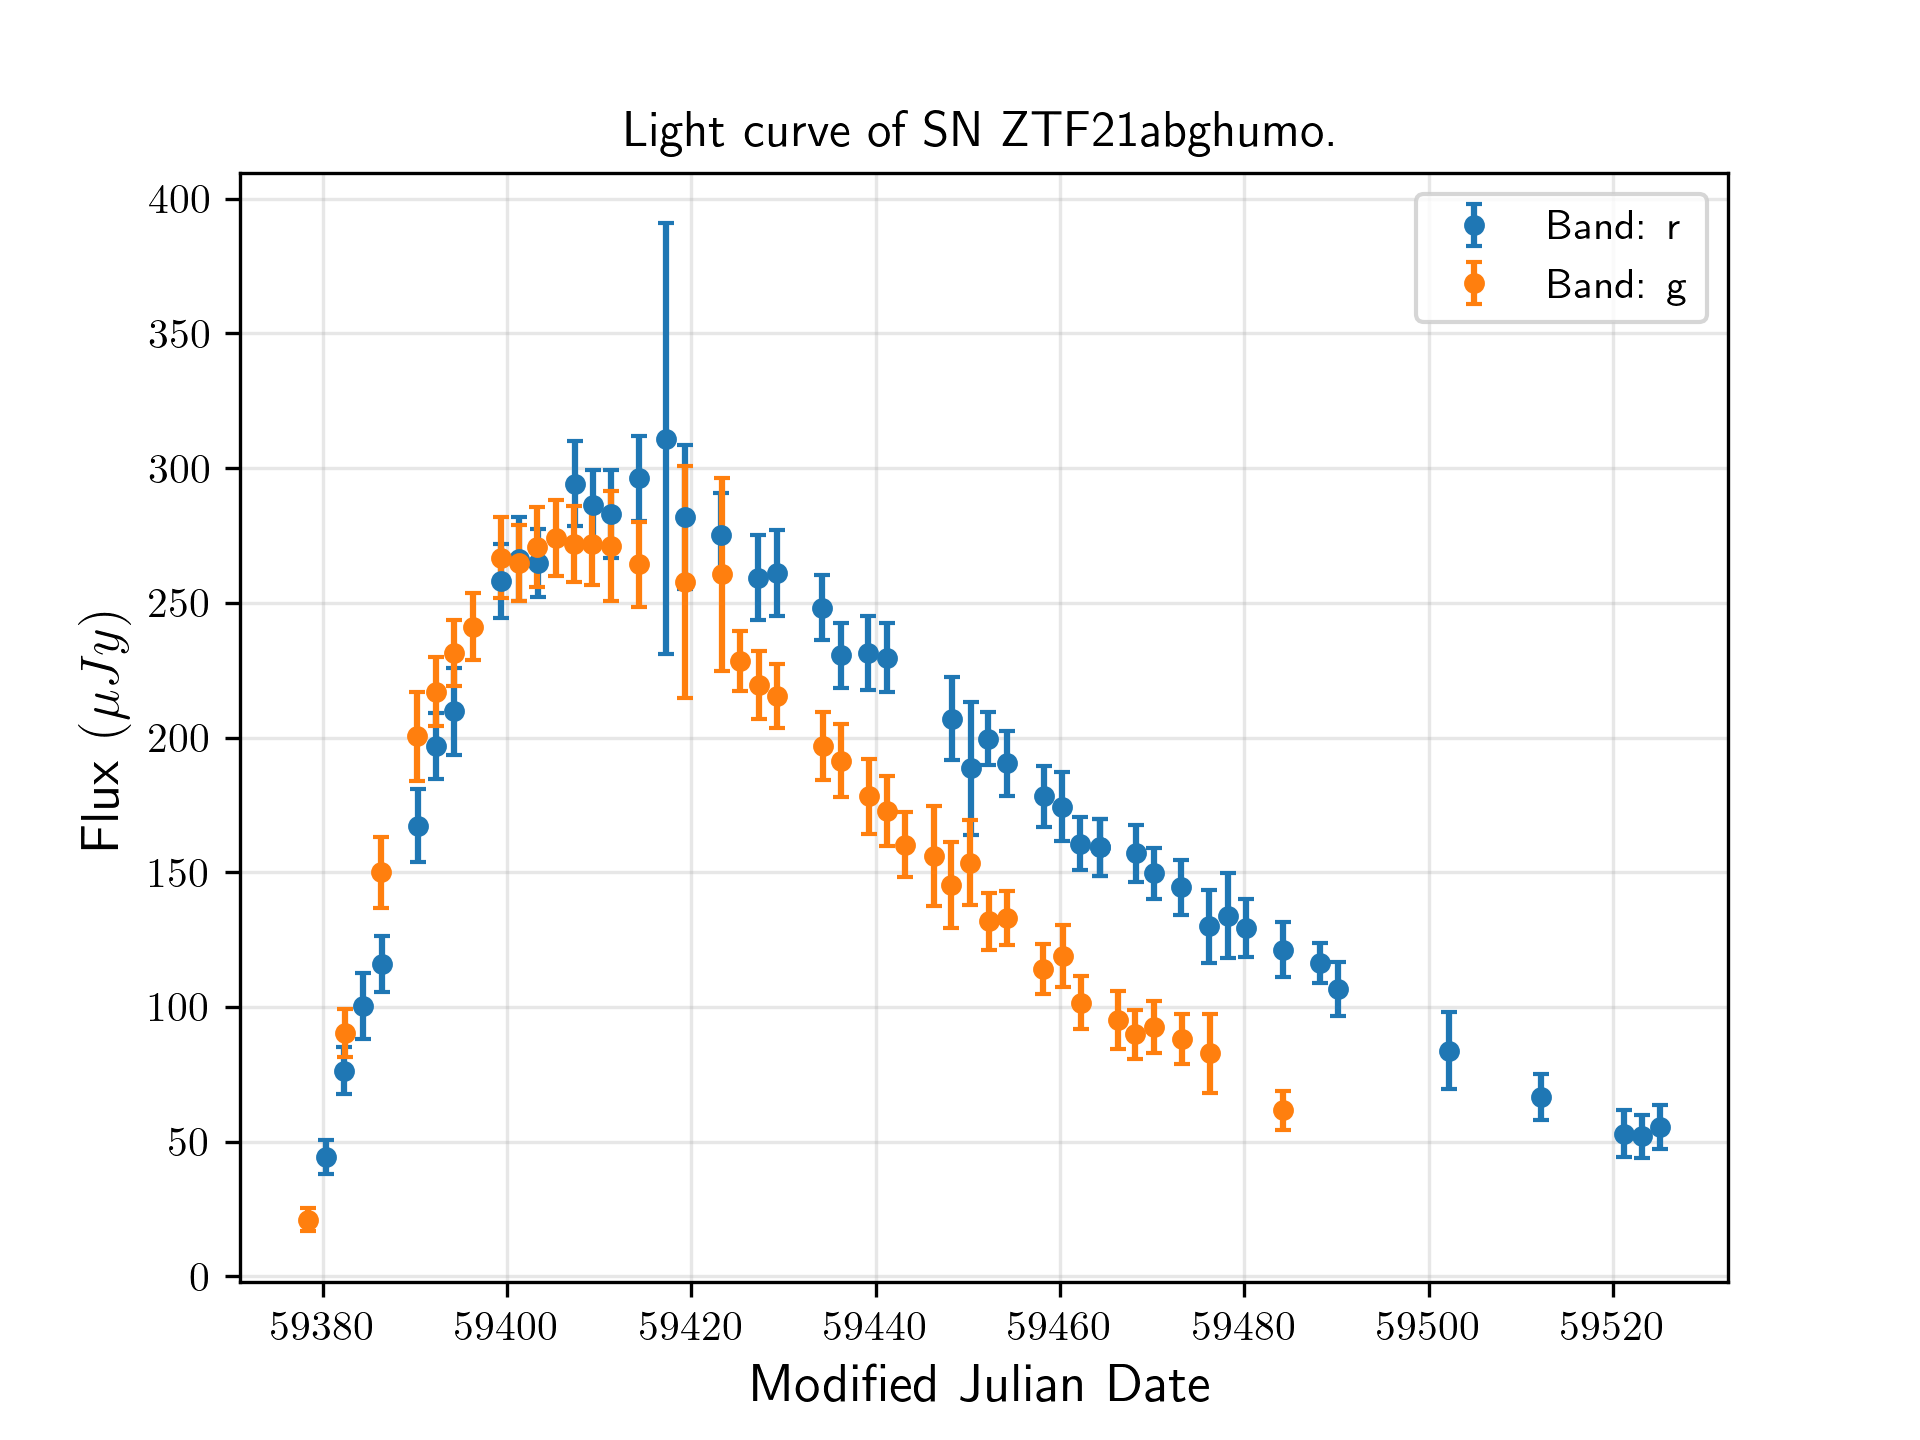 Light curve of SN ZTF21abghumo.
400
350
300
250
200
150
100
50
0
Flux (μJy)
Band: r
Band: g
59380 59400 59420 59440 59460 59480 59500 59520
Modified Julian Date